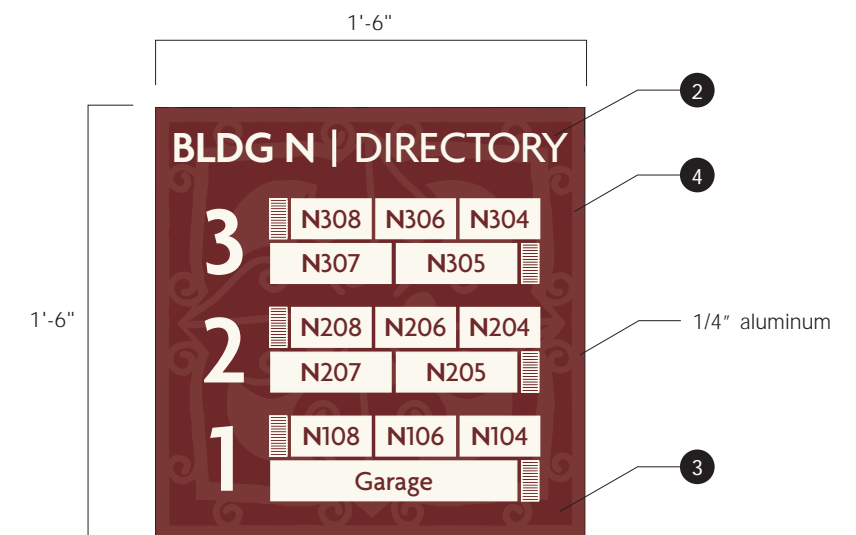 1'-6"
2
BLDG N | DIRECTORY
4
3 N308 N306 N304
N307 N305
1'-6"
1/4″ aluminum
2 N208 N206 N204
N207 N205
1 N108 N106 N104
3
Garage